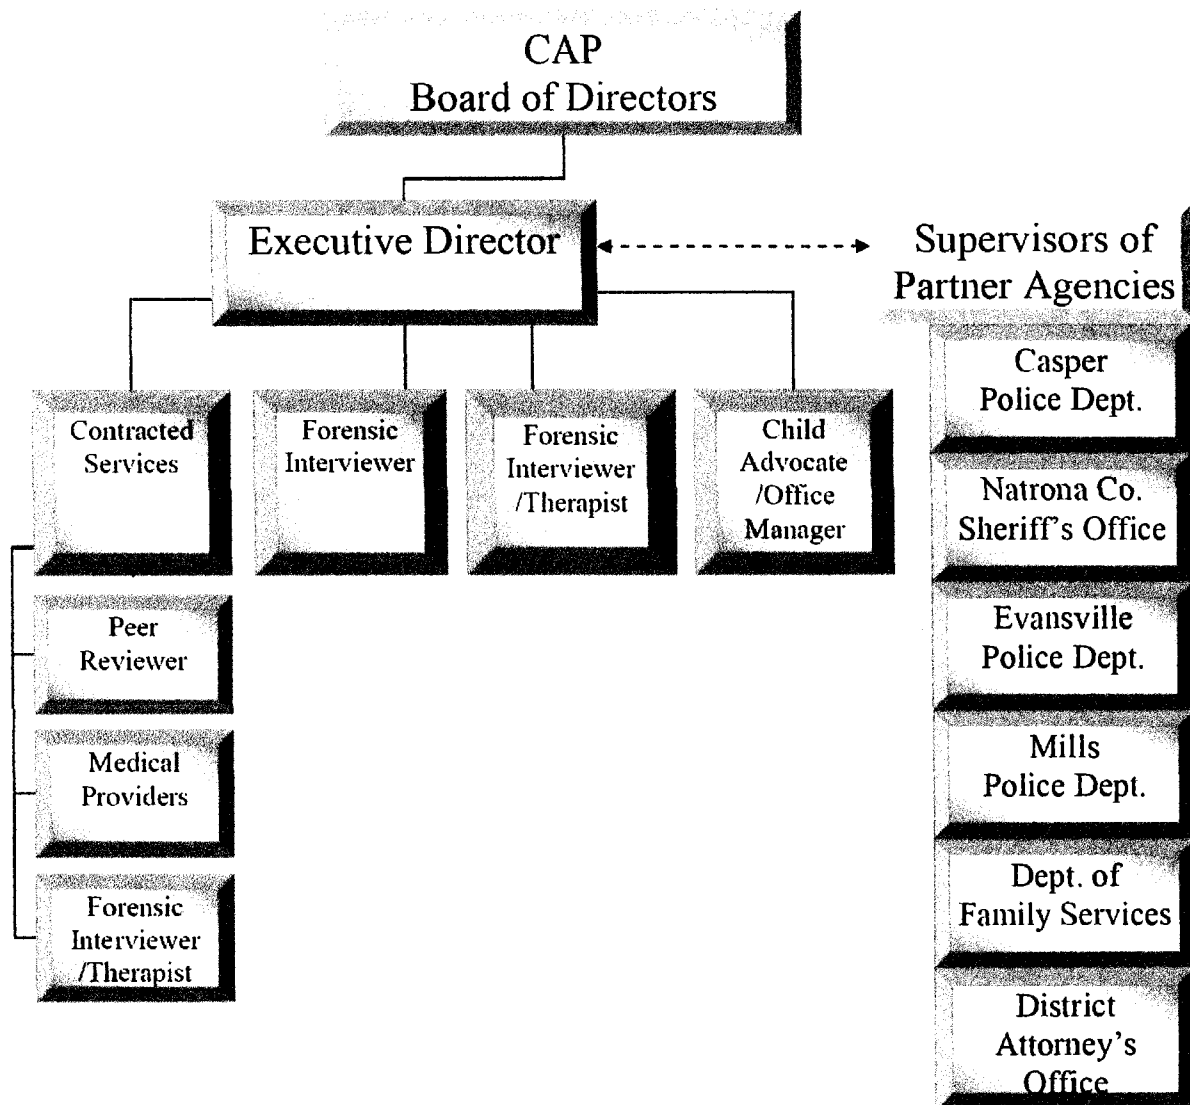 CAP
Board of Directors
Executive Director
Supervisors of
Partner Agencies
Contracted
Services
Forensic
Interviewer
Forensic
Interviewer
/Therapist
Child
Advocate
/Office
Manager
Peer
Reviewer
Medical
Providers
Forensic
Interviewer
/Therapist
Casper
Police Dept.
Natrona Co.
Sheriff's Office
Evansville
Police Dept.
Mills
Police Dept.
Dept. of
Family Services
District
Attorney's
Office